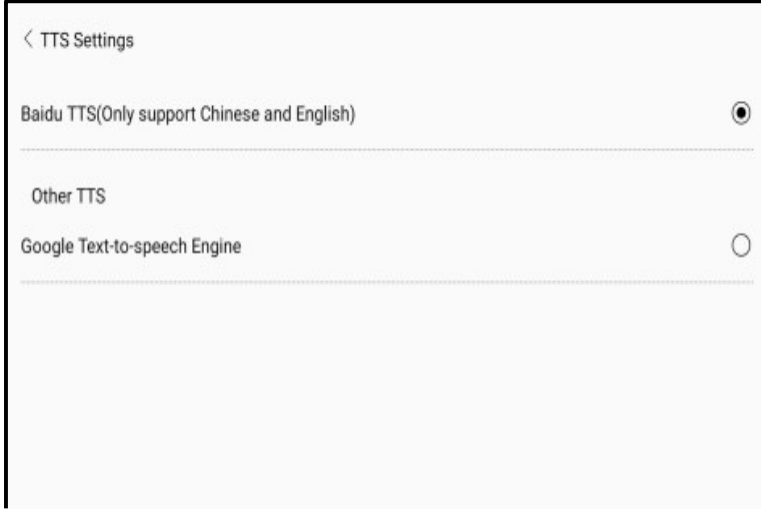 TTS Settings
Baidu TTS(Only support Chinese and English)
Other TTS
Google Text-to-speech Engine